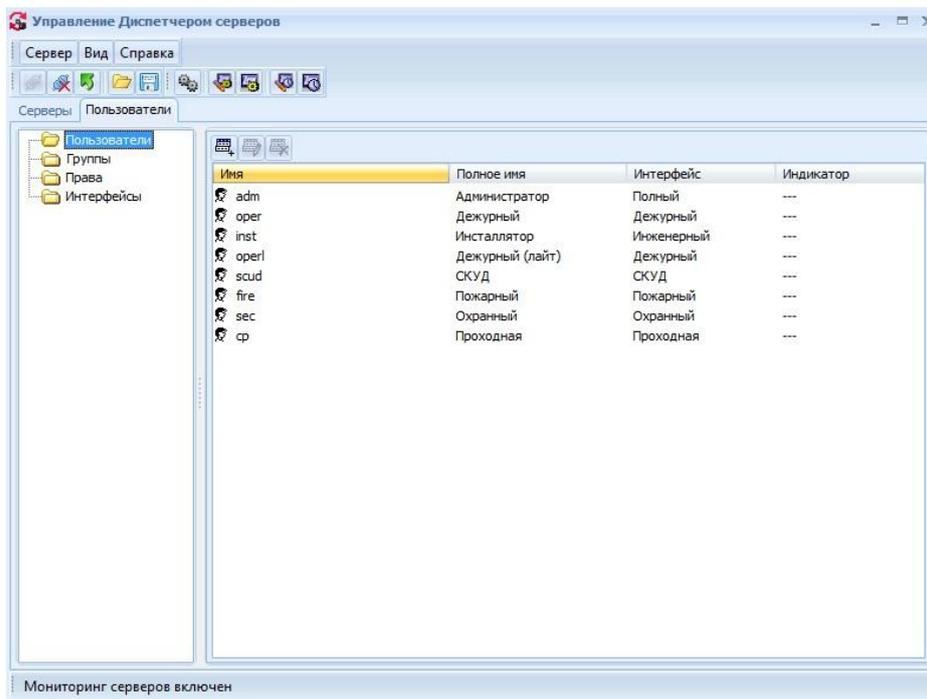 Управление Диспетчером серверов
Сервер Вид Справка
Серверы Пользователи
Пользователи
Группы
Права
Интерфейсы
Имя Полное имя Интерфейс Индикатор
adm Администратор Полный ---
oper Дежурный Дежурный ---
inst Инсталлятор Инженерный ---
operl Дежурный (лайт) Дежурный ---
scud СКУД СКУД ---
fire Пожарный Пожарный ---
sec Охранный Охранный ---
cp Проходная Проходная ---
Мониторинг серверов включен